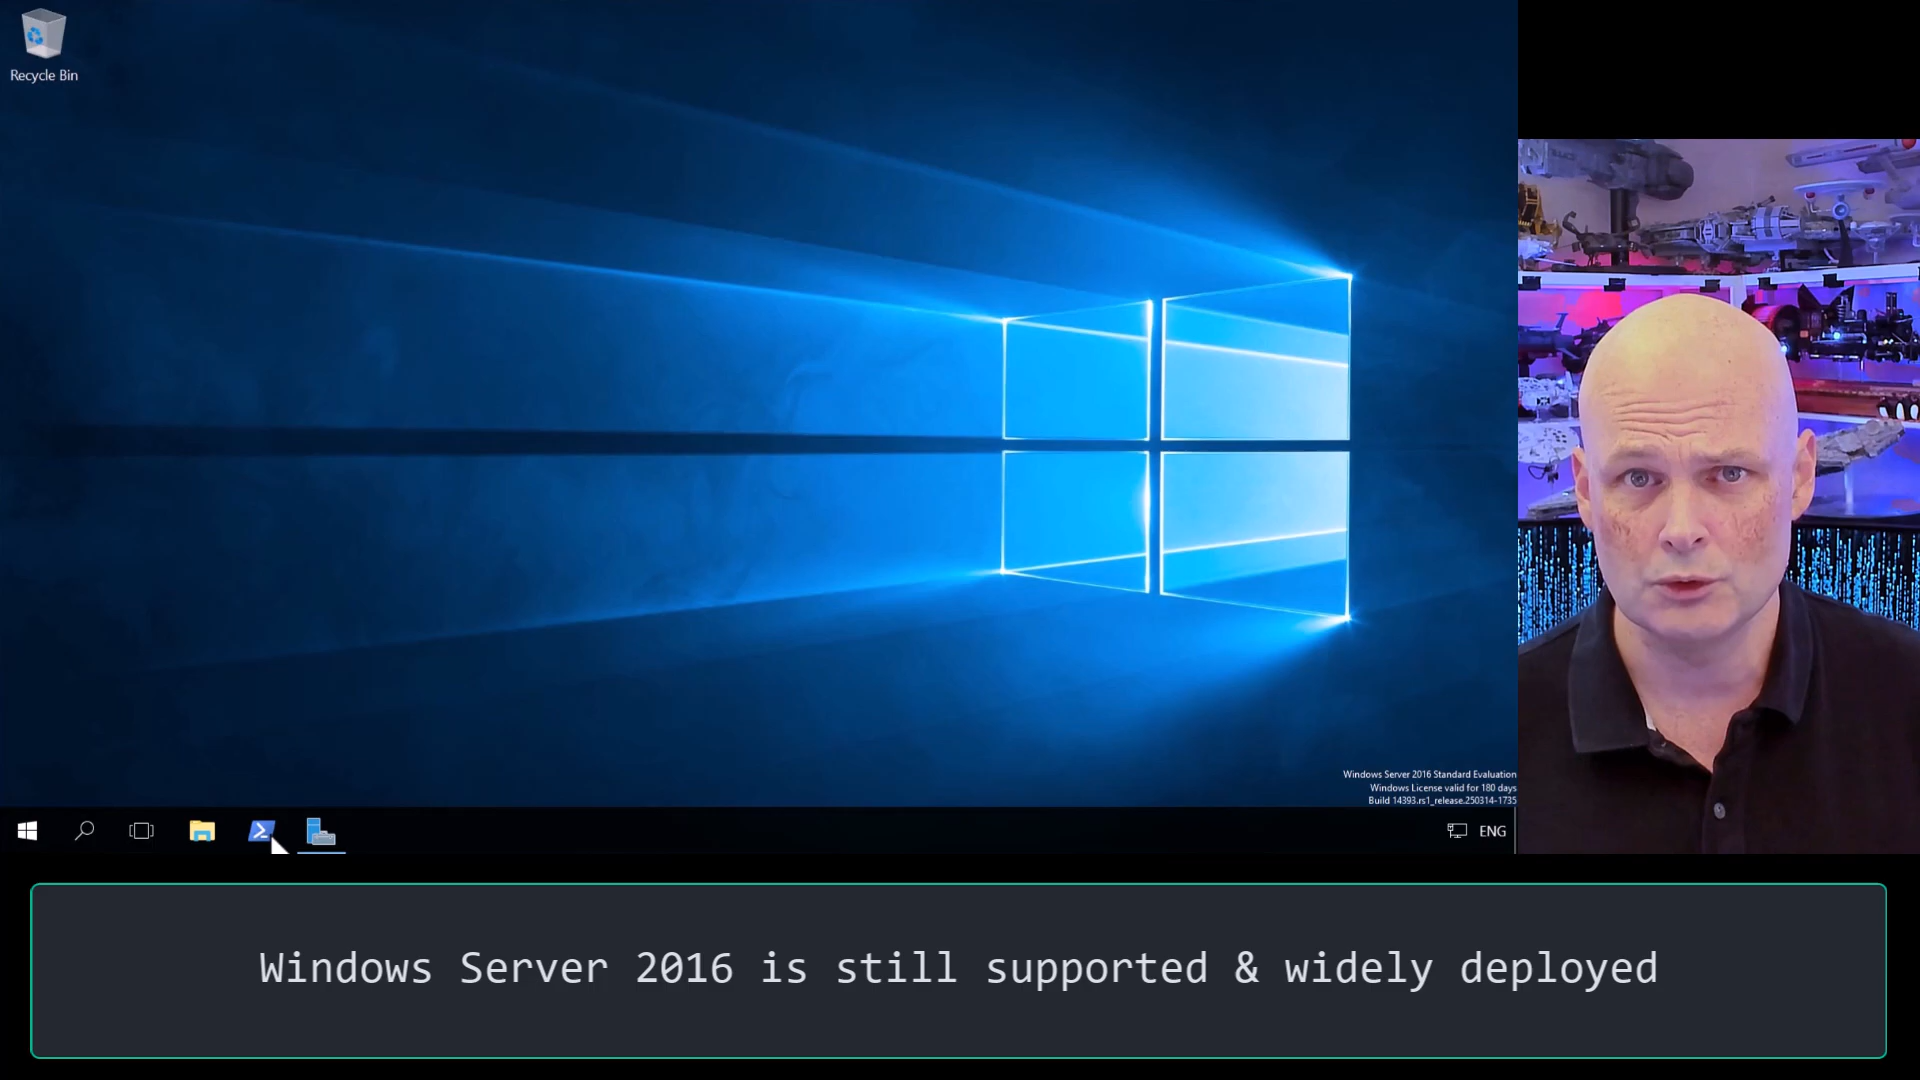 Recycle Bin
Windows Server 2016 Standard Evaluation
Windows License valid for 180 days
Build 14393.rs1_release.250314-1735
ENG
Windows Server 2016 is still supported & widely deployed